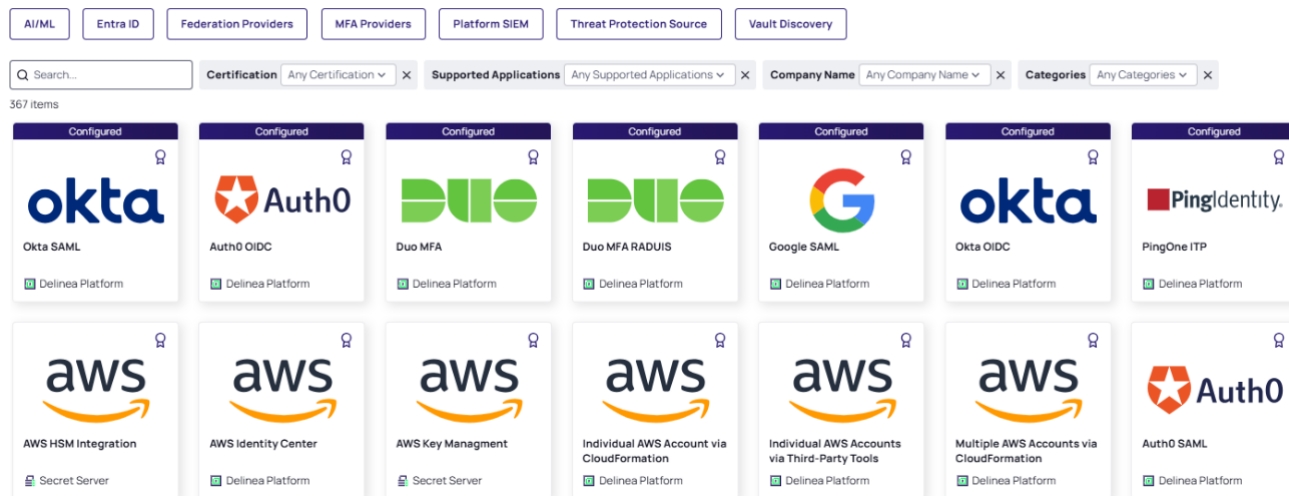 AI/ML Entra ID Federation Providers MFA Providers Platform SIEM Threat Protection Source Vault Discovery
Search... Certification Any Certification Supported Applications Any Supported Applications Company Name Any Company Name Categories Any Categories
367 items
Configured Configured Configured Configured Configured Configured Configured
okta Auth0 DUO DUO G okta PingIdentity.
Okta SAML Auth0 OIDC Duo MFA Duo MFA RADUIS Google SAML Okta OIDC PingOne ITP
Delinea Platform Delinea Platform Delinea Platform Delinea Platform Delinea Platform Delinea Platform Delinea Platform
aws aws aws aws aws aws Auth0
AWS HSM Integration AWS Identity Center AWS Key Managment Individual AWS Account via Individual AWS Accounts Multiple AWS Accounts via Auth0 SAML
CloudFormation via Third-Party Tools CloudFormation
Secret Server Delinea Platform Secret Server Delinea Platform Delinea Platform Delinea Platform Delinea Platform